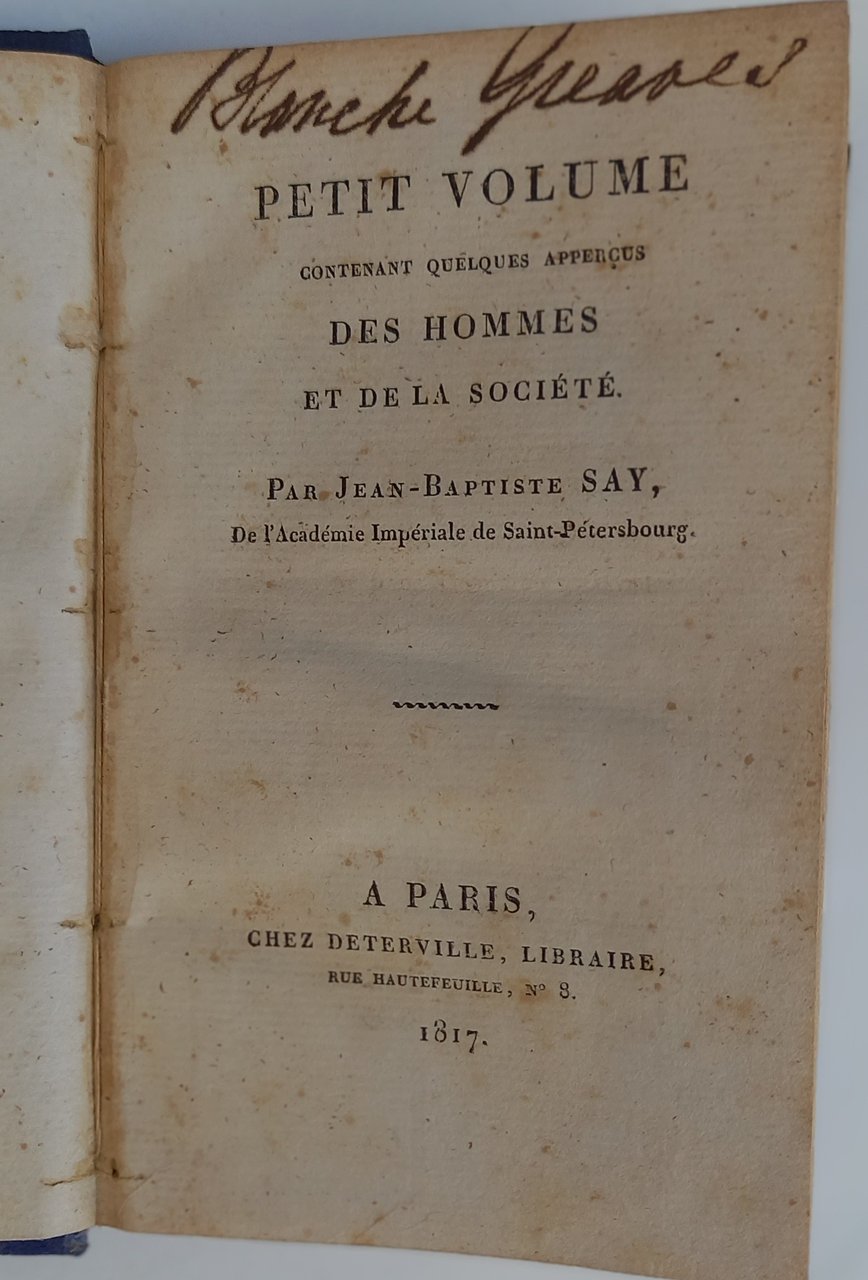 Blanche Greaves
PETIT VOLUME
CONTENANT QUELQUES APPERÇUS
DES HOMMES
ET DE LA SOCIÉTÉ.
PAR JEAN-BAPTISTE SAY,
De l'Académie Impériale de Saint-Pétersbourg.
A PARIS,
CHEZ DETERVILLE, LIBRAIRE,
RUE HAUTEFEUILLE, N° 8.
1817.